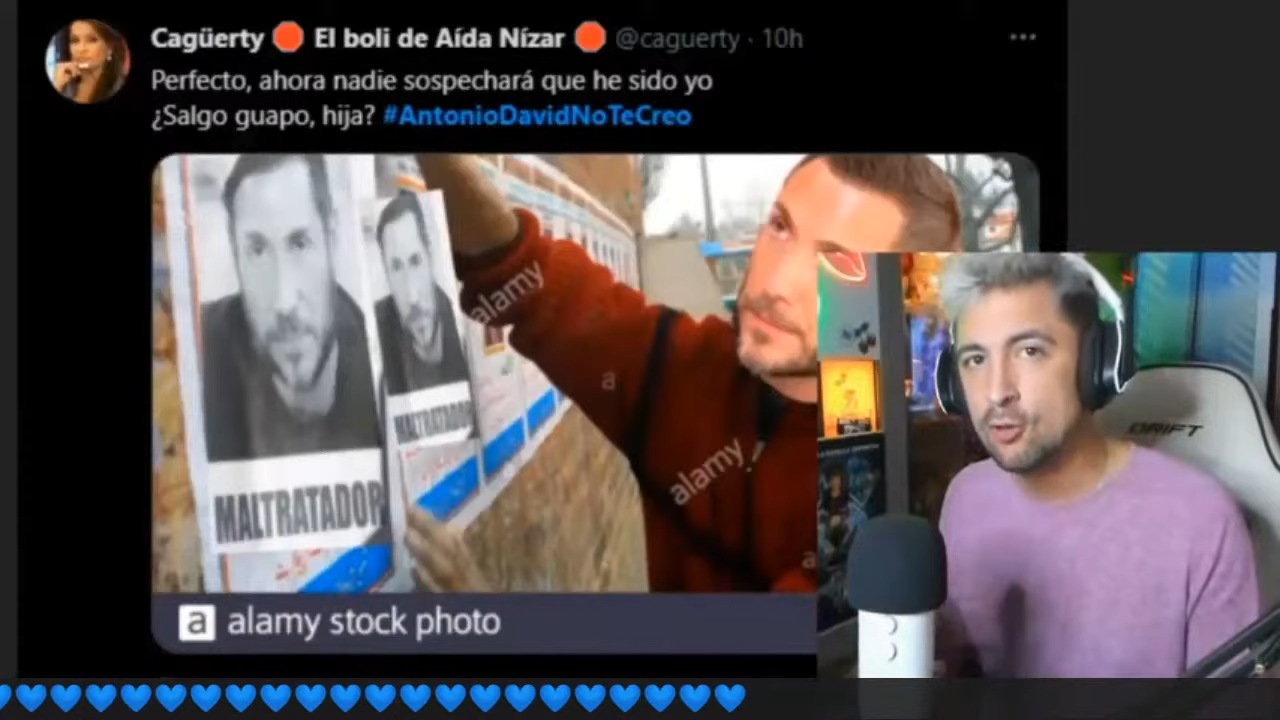 Cagüerty 🛑 El boli de Aída Nízar 🛑 @caguerty · 10h
Perfecto, ahora nadie sospechará que he sido yo
¿Salgo guapo, hija? #AntonioDavidNoTeCreo
MALTRATADOR
MALTRATADOR
alamy
a
alamy
a
a alamy stock photo
DRIFT